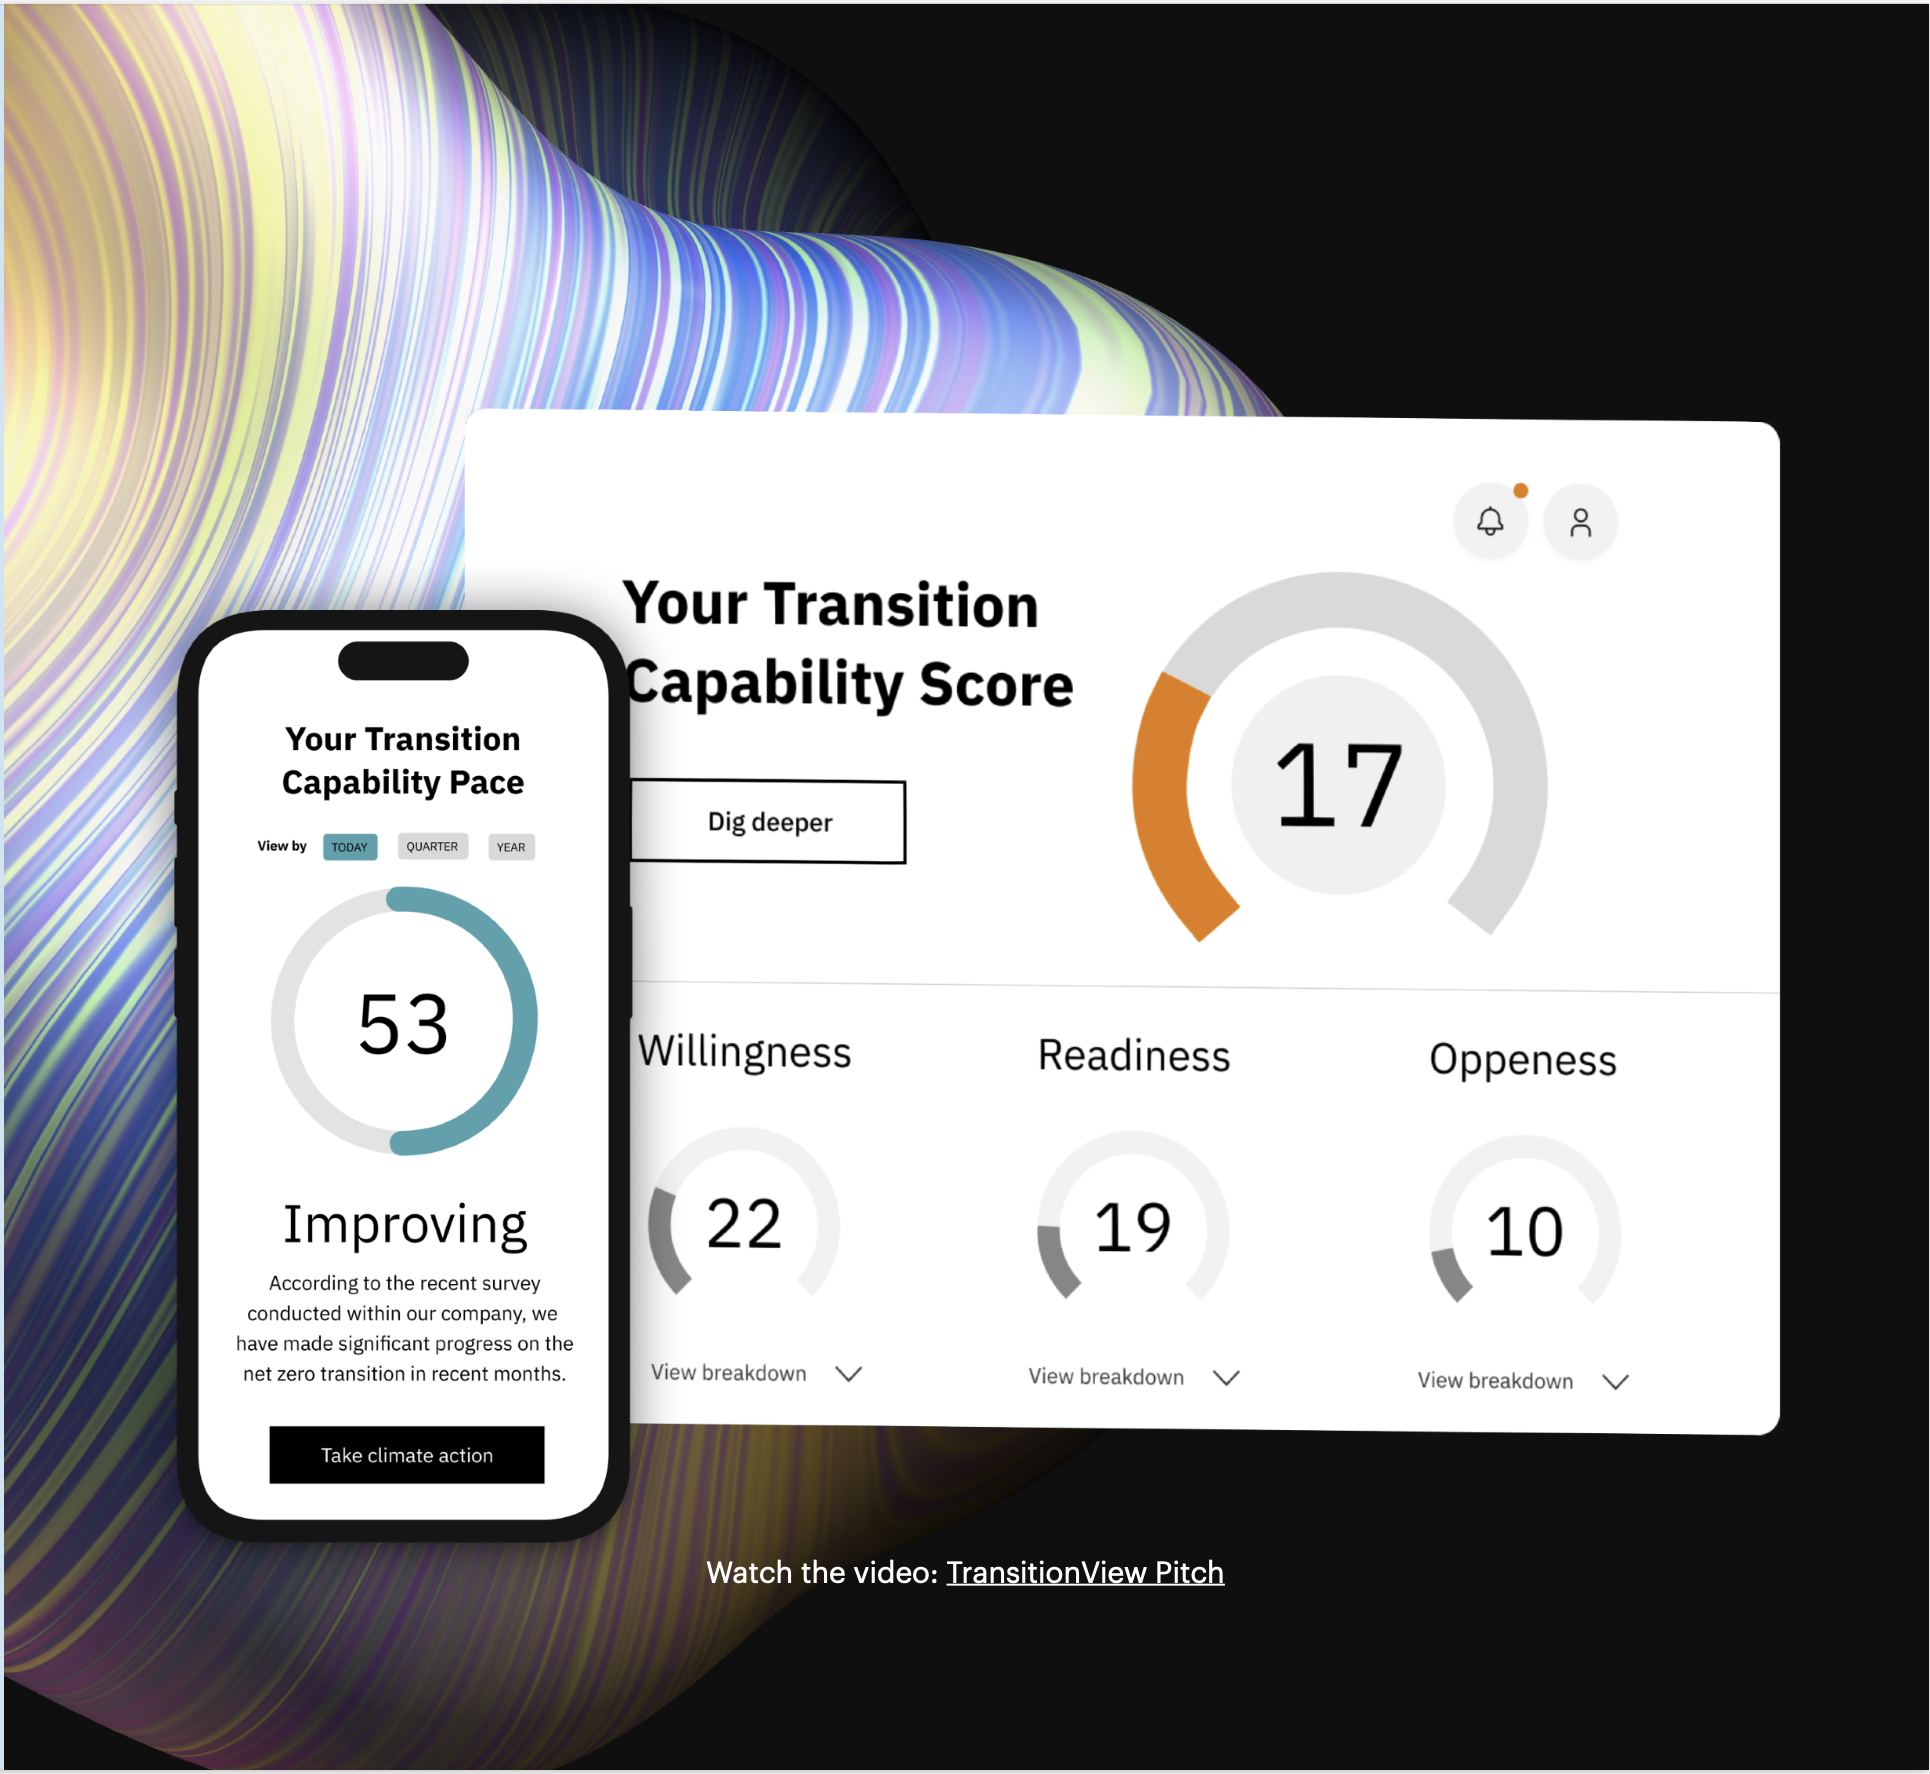 Your Transition
Capability Score
17
Dig deeper
Willingness
Readiness
Oppeness
22
19
10
View breakdown
View breakdown
View breakdown
Your Transition
Capability Pace
View by TODAY QUARTER YEAR
53
Improving
According to the recent survey
conducted within our company, we
have made significant progress on the
net zero transition in recent months.
Take climate action
Watch the video: TransitionView Pitch